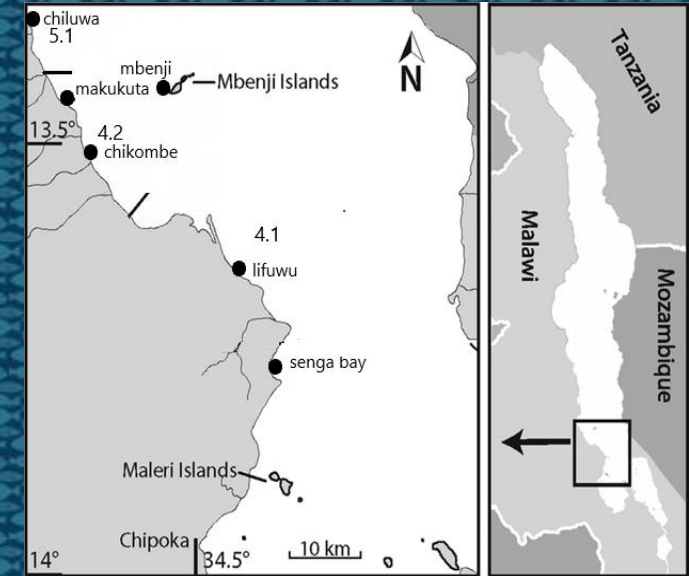 chiluwa
5.1
mbenji
Mbenji Islands
makukuta
N
13.5°
4.2
chikombe
4.1
lifuwu
senga bay
Maleri Islands
Chipoka
14°
34.5°
10 km
Tanzania
Malawi
Mozambique